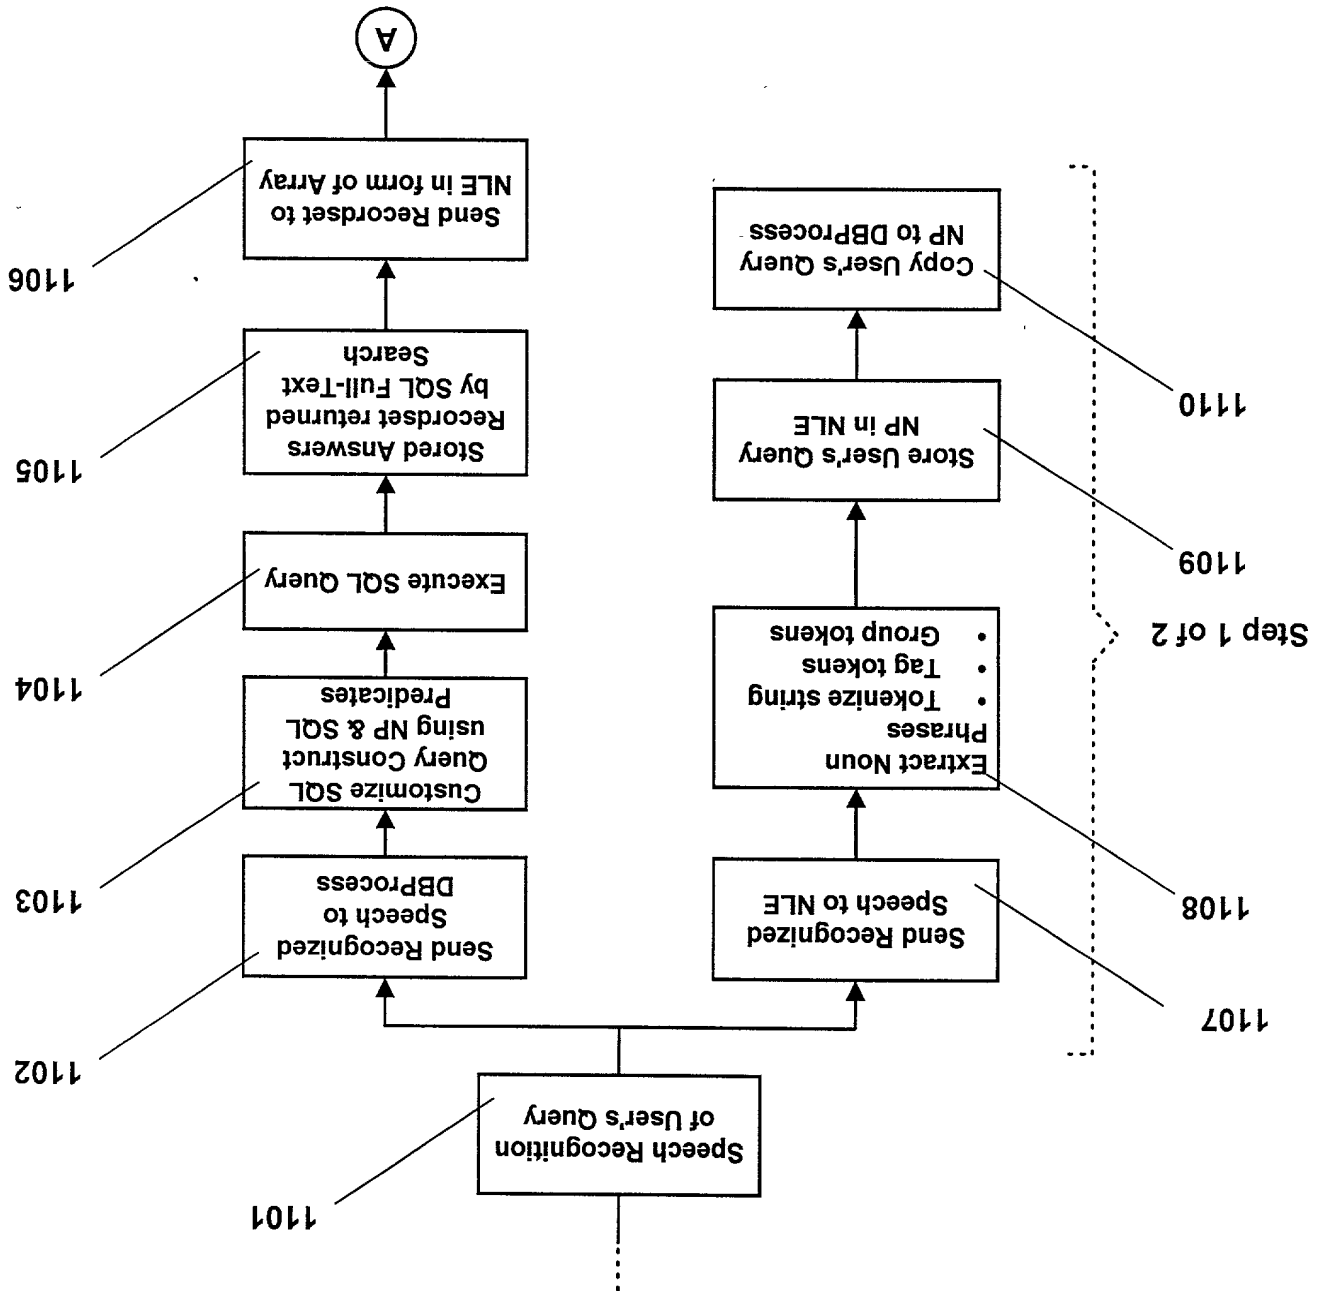 1101
Speech Recognition
of User's Query
Step 1 of 2
1107
Send Recognized
Speech to NLE
1108
Extract Noun
Phrases
• Tokenize string
• Tag tokens
• Group tokens
1109
Store User's Query
NP in NLE
1110
Copy User's Query
NP to DBProcess
1102
Send Recognized
Speech to
DBProcess
1103
Customize SQL
Query Construct
using NP & SQL
Predicates
1104
Execute SQL Query
1105
Stored Answers
Recordset returned
by SQL Full-Text
Search
1106
Send Recordset to
NLE in form of Array
A